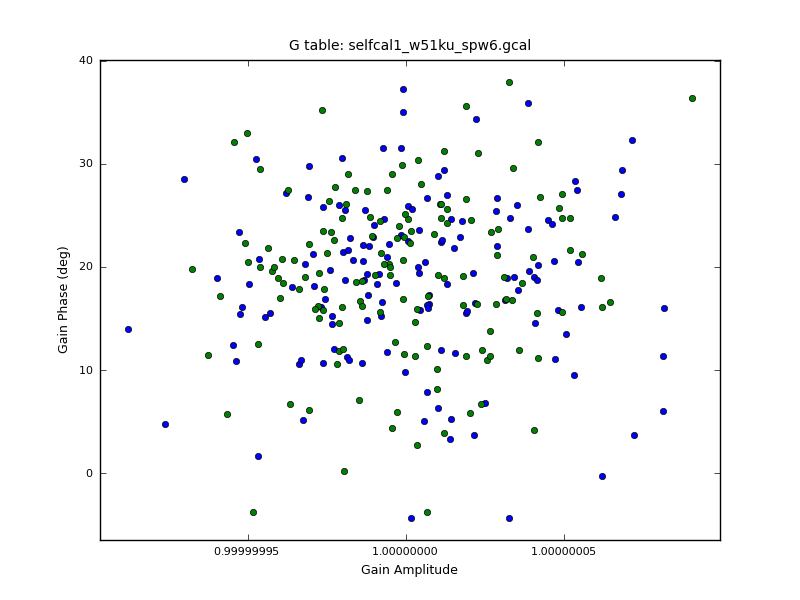 G table: selfcal1_w51ku_spw6.gcal
Gain Phase (deg)
40
30
20
10
0
0.99999995
1.00000000
1.00000005
Gain Amplitude